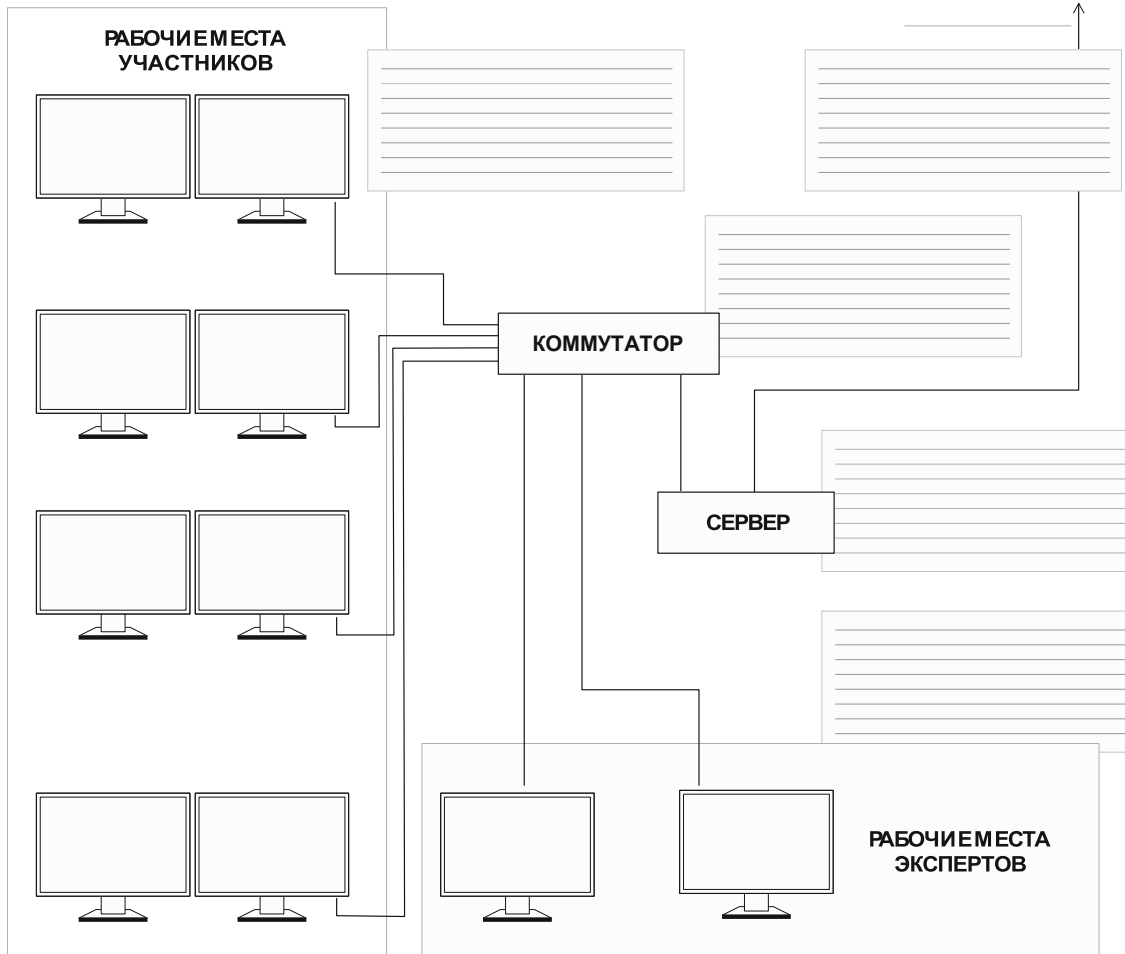 РАБОЧИЕ МЕСТА
УЧАСТНИКОВ
КОММУТАТОР
СЕРВЕР
РАБОЧИЕ МЕСТА
ЭКСПЕРТОВ